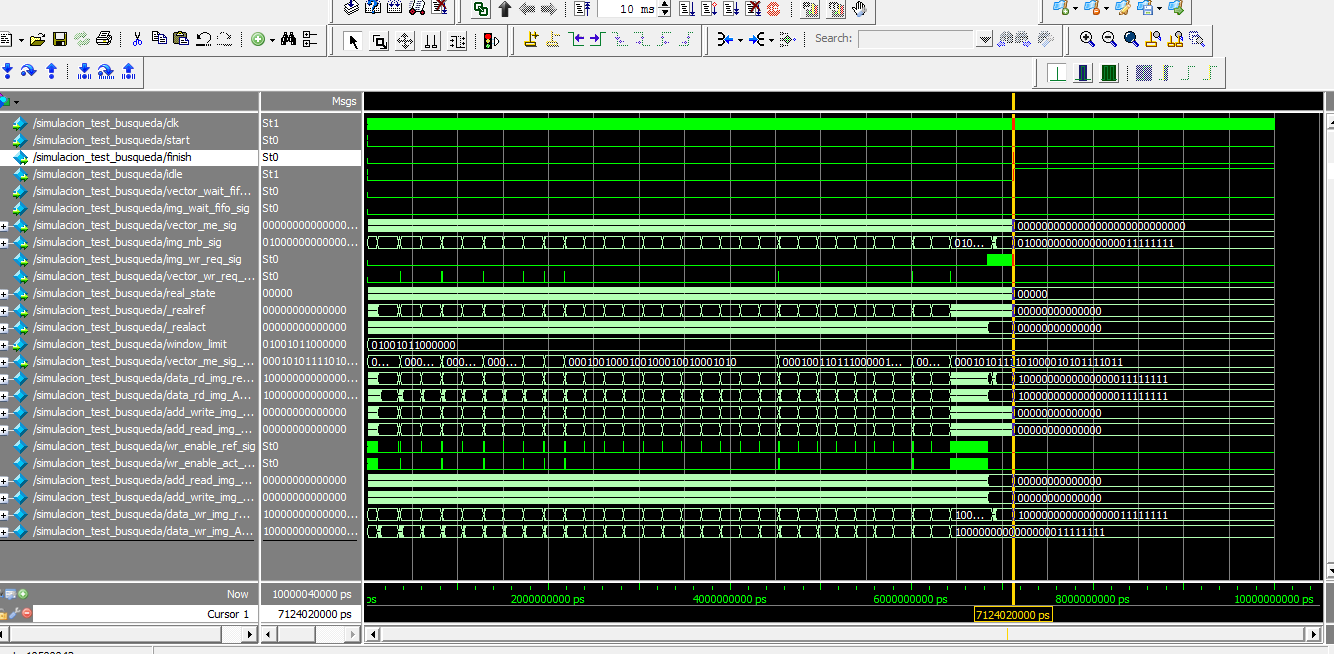 10 ms
Search:
Msgs
/simulacion_test_busqueda/clk St1
/simulacion_test_busqueda/start St0
/simulacion_test_busqueda/finish St0
/simulacion_test_busqueda/idle St1
/simulacion_test_busqueda/vector_wait_fif... St0
/simulacion_test_busqueda/img_wait_fifo_sig St0
/simulacion_test_busqueda/vector_me_sig 00000000000000... 0000000000000000000000000000
/simulacion_test_busqueda/img_mb_sig 01000000000000... 010... 01000000000000000011111111
/simulacion_test_busqueda/img_wr_req_sig St0
/simulacion_test_busqueda/vector_wr_req_... St0
/simulacion_test_busqueda/real_state 00000 00000
/simulacion_test_busqueda/_realref 00000000000000 00000000000000
/simulacion_test_busqueda/_realact 00000000000000 00000000000000
/simulacion_test_busqueda/window_limit 01001011000000 01001011000000
/simulacion_test_busqueda/vector_me_sig_... 00010101111010... 0... 000... 000... 000... 0001001000100100010010001010 000100110111000001... 00... 0001010111101000010101111011
/simulacion_test_busqueda/data_rd_img_re... 10000000000000... 1000000000000000011111111
/simulacion_test_busqueda/data_rd_img_A... 10000000000000... 1000000000000000011111111
/simulacion_test_busqueda/add_write_img_... 00000000000000 00000000000000
/simulacion_test_busqueda/add_read_img_... 00000000000000 00000000000000
/simulacion_test_busqueda/wr_enable_ref_sig St0
/simulacion_test_busqueda/wr_enable_act_... St0
/simulacion_test_busqueda/add_read_img_... 00000000000000 00000000000000
/simulacion_test_busqueda/add_write_img_... 00000000000000 00000000000000
/simulacion_test_busqueda/data_wr_img_r... 10000000000000... 100... 1000000000000000011111111
/simulacion_test_busqueda/data_wr_img_A... 10000000000000... 1000000000000000011111111
Now 10000040000 ps
ps 2000000000 ps 4000000000 ps 6000000000 ps 8000000000 ps 10000000000 ps
Cursor 1 7124020000 ps 7124020000 ps